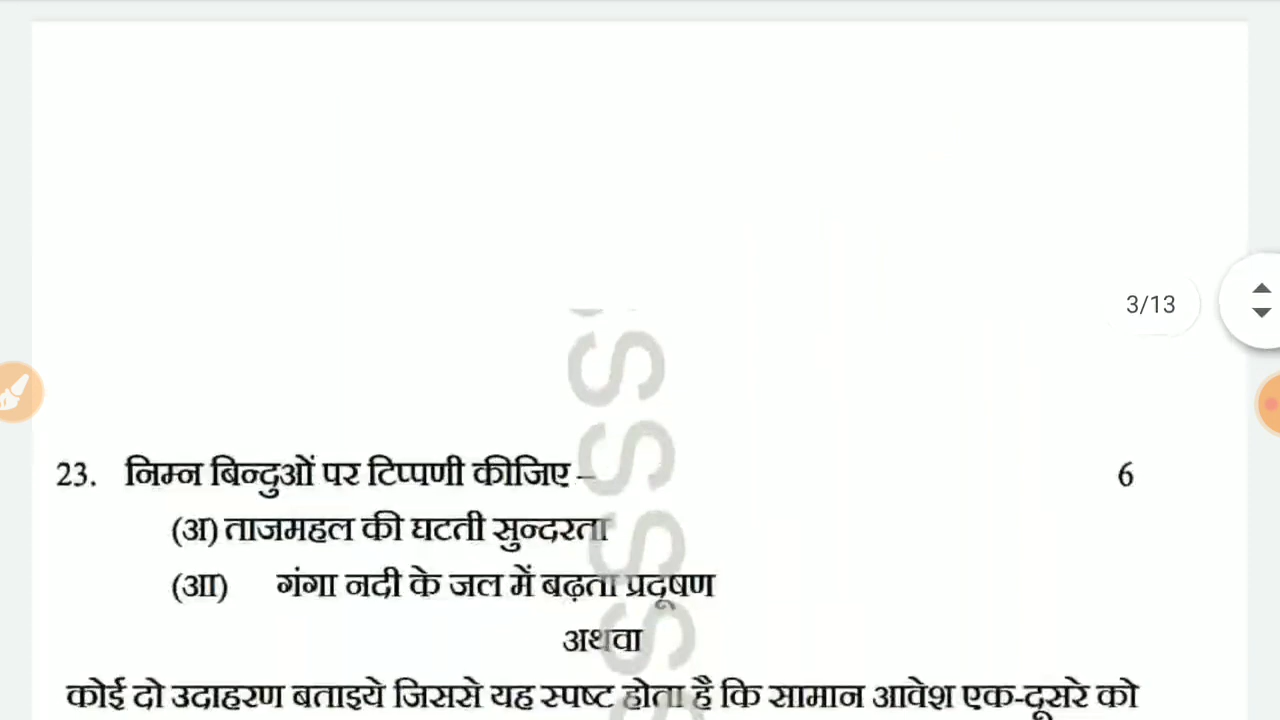 3/13
23. निम्न बिन्दुओं पर टिप्पणी कीजिए – 6
(अ) ताजमहल की घटती सुन्दरता
(आ) गंगा नदी के जल में बढ़ता प्रदूषण
अथवा
कोई दो उदाहरण बताइये जिससे यह स्पष्ट होता है कि सामान आवेश एक-दूसरे को